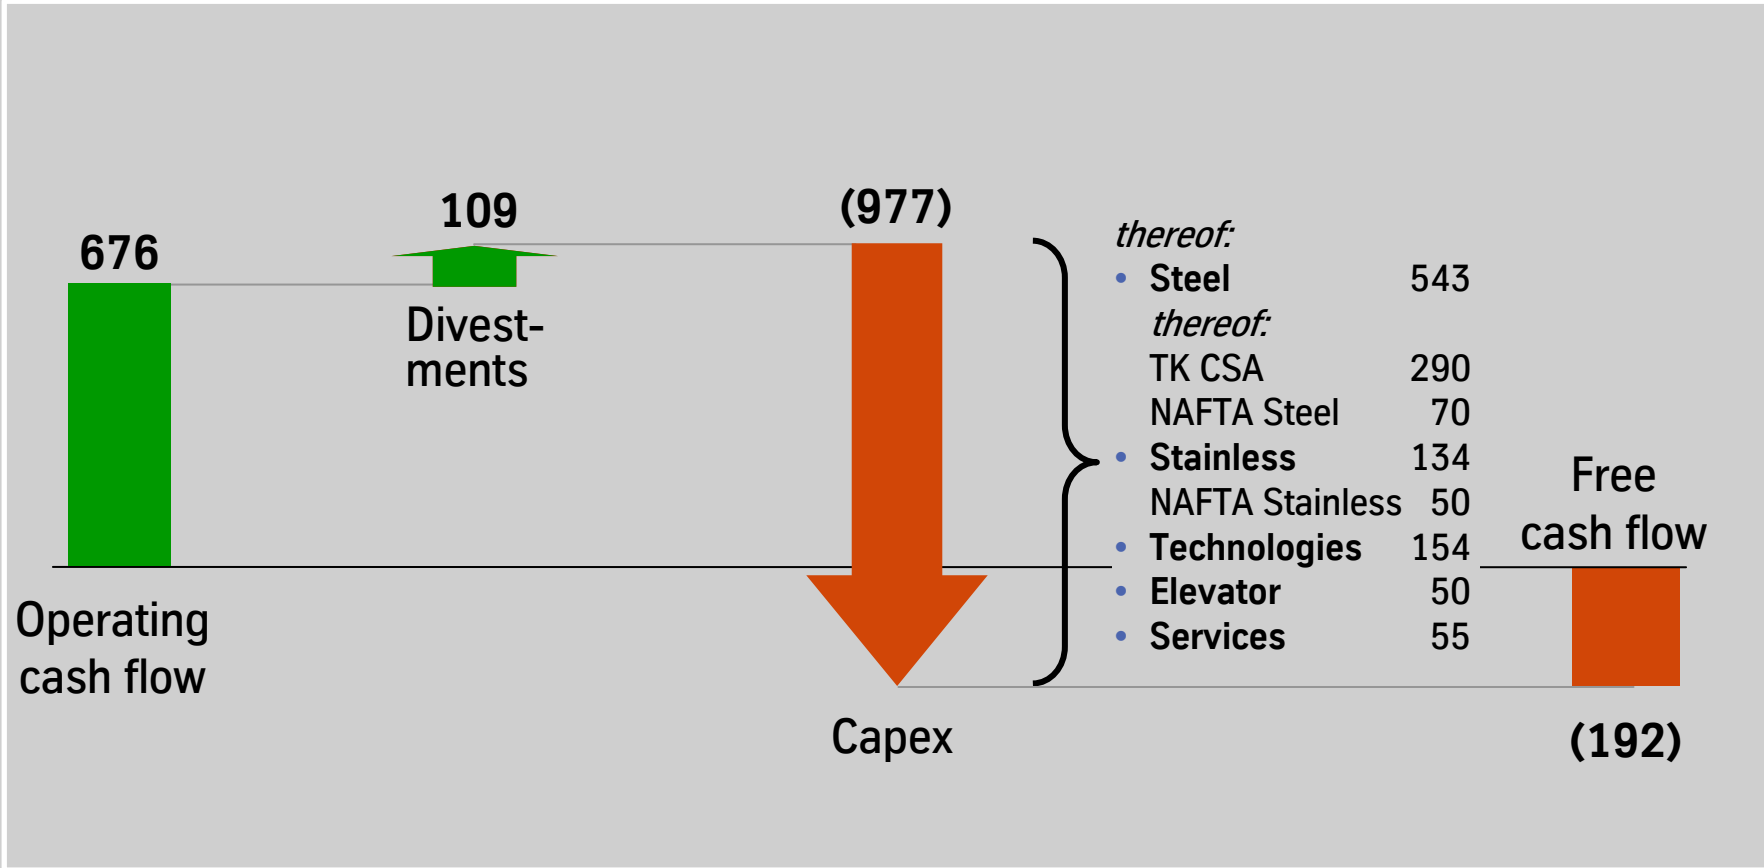 676
Operating
cash flow
109
Divest-
ments
(977)
Capex
thereof:
• Steel 543
thereof:
TK CSA 290
NAFTA Steel 70
• Stainless 134
NAFTA Stainless 50
• Technologies 154
• Elevator 50
• Services 55
Free
cash flow
(192)